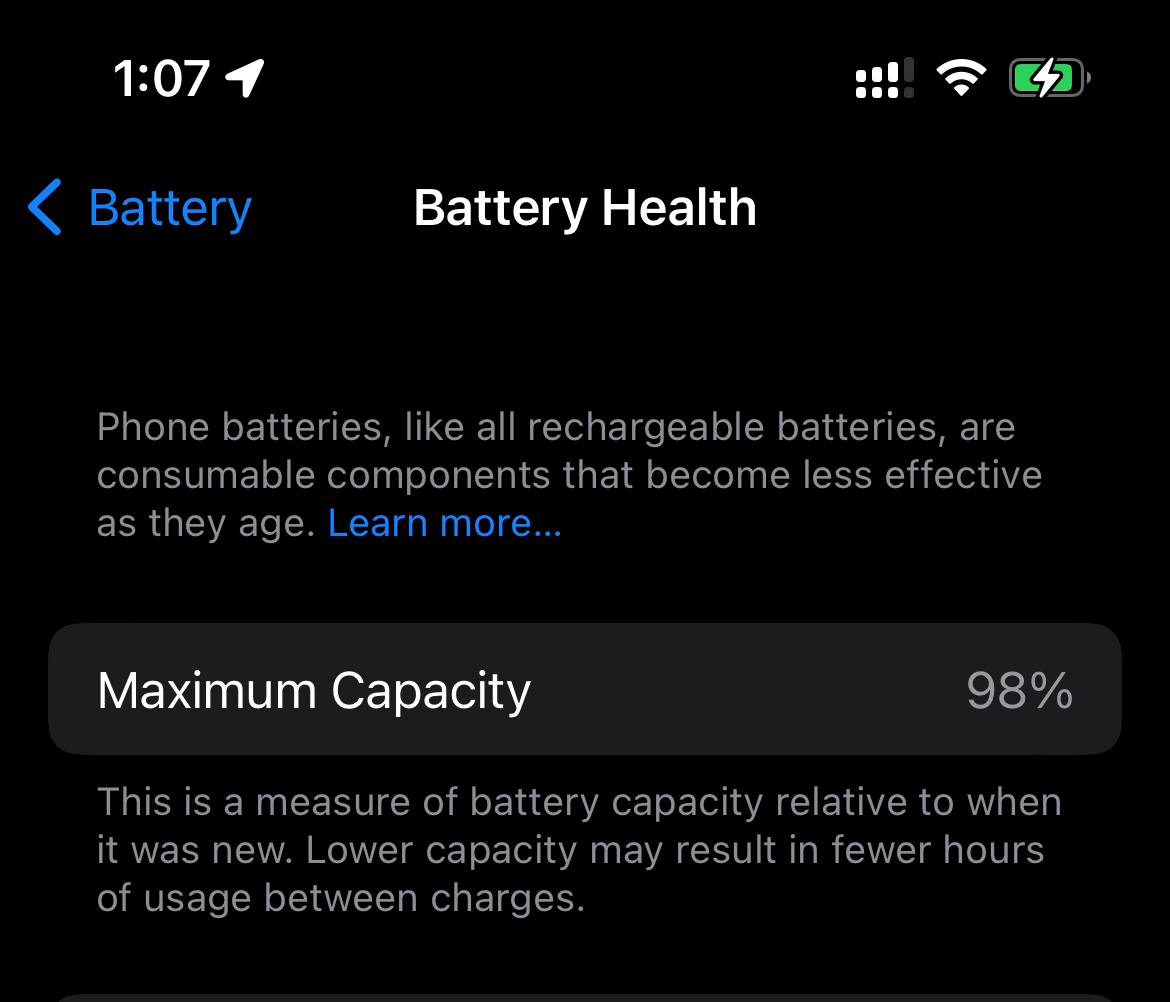 1:07
Battery
Battery Health
Phone batteries, like all rechargeable batteries, are
consumable components that become less effective
as they age. Learn more...
Maximum Capacity 98%
This is a measure of battery capacity relative to when
it was new. Lower capacity may result in fewer hours
of usage between charges.